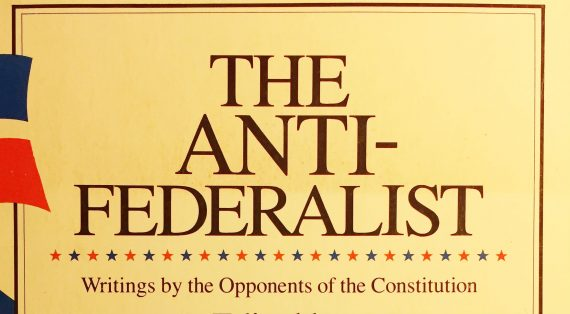 THE
ANTI-
FEDERALIST
Writings by the Opponents of the Constitution